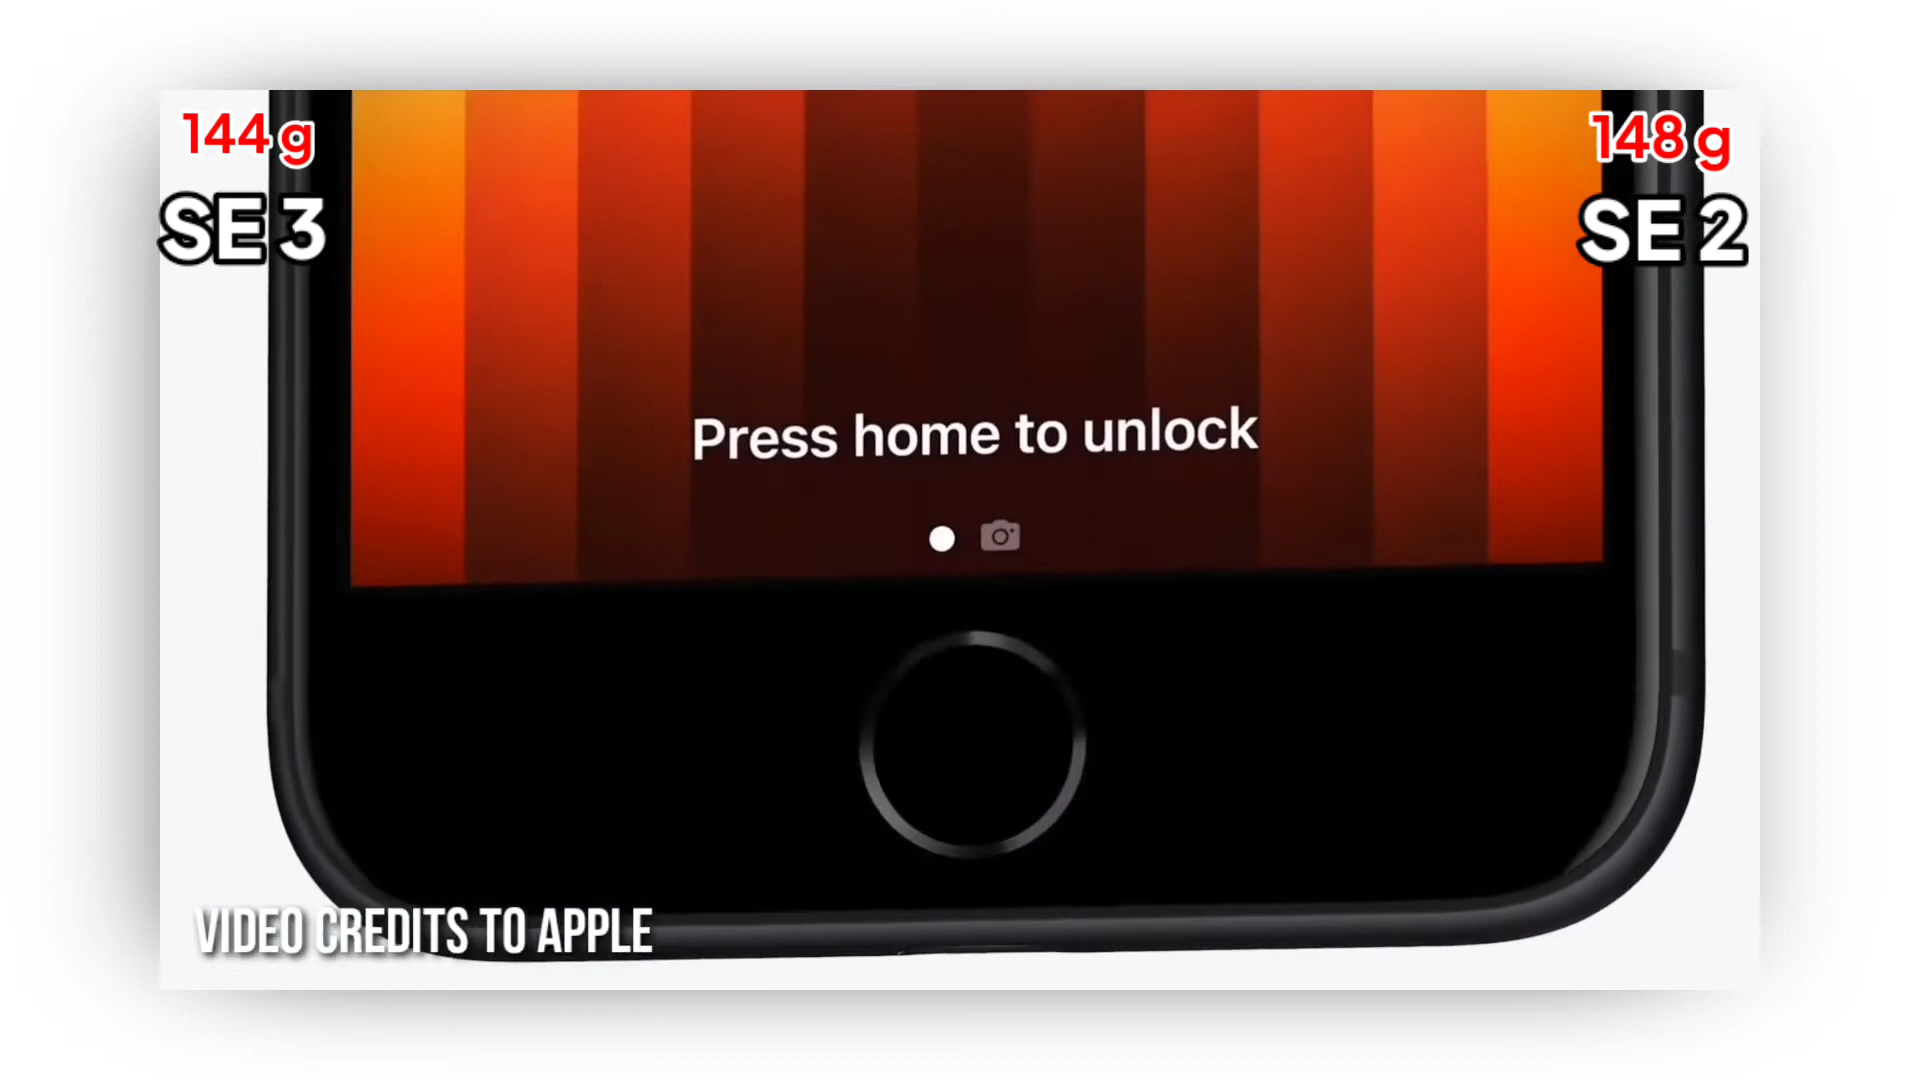 144 g
148 g
SE 3
SE 2
Press home to unlock
VIDEO CREDITS TO APPLE